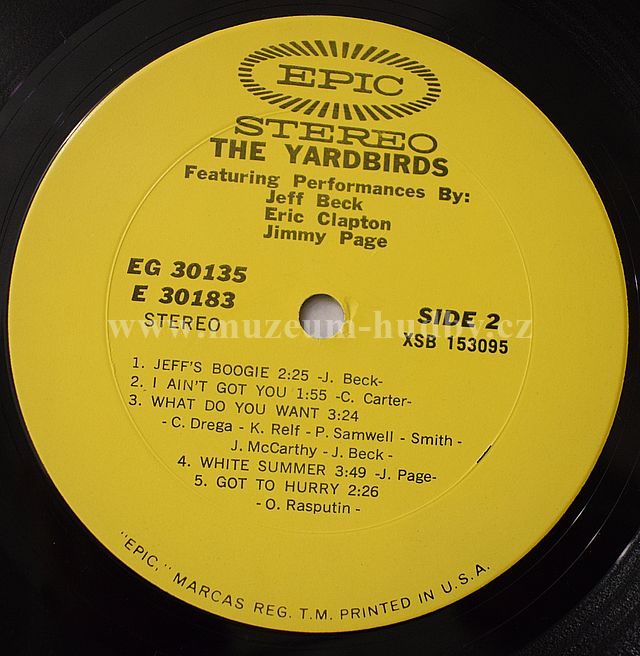 EPIC
STEREO
THE YARDBIRDS
Featuring Performances By:
Jeff Beck
Eric Clapton
Jimmy Page
EG 30135
E 30183
STEREO
SIDE 2
XSB 153095
www.muzeum-hudby.cz
1. JEFF'S BOOGIE 2:25 -J. Beck-
2. I AIN'T GOT YOU 1:55 -C. Carter-
3. WHAT DO YOU WANT 3:24
- C. Drega - K. Relf - P. Samwell - Smith -
J. McCarthy - J. Beck -
4. WHITE SUMMER 3:49 -J. Page-
5. GOT TO HURRY 2:26
- O. Rasputin -
"EPIC," MARCAS REG. T.M. PRINTED IN U.S.A.